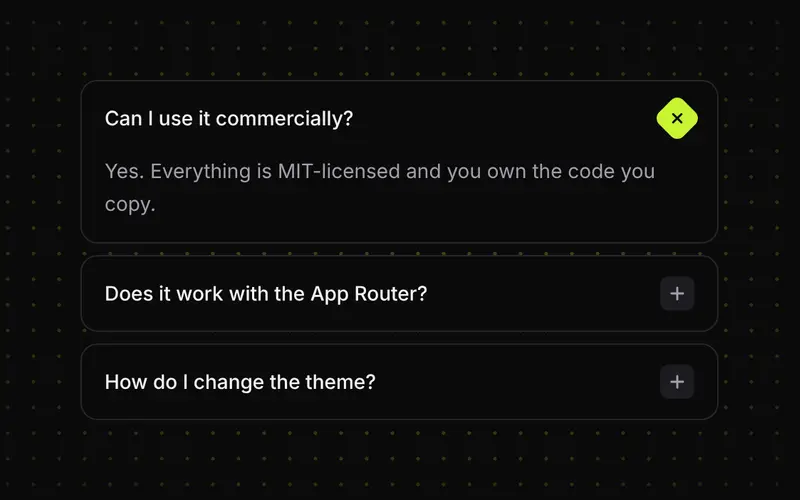 Can I use it commercially?
Yes. Everything is MIT-licensed and you own the code you
copy.
Does it work with the App Router?
How do I change the theme?